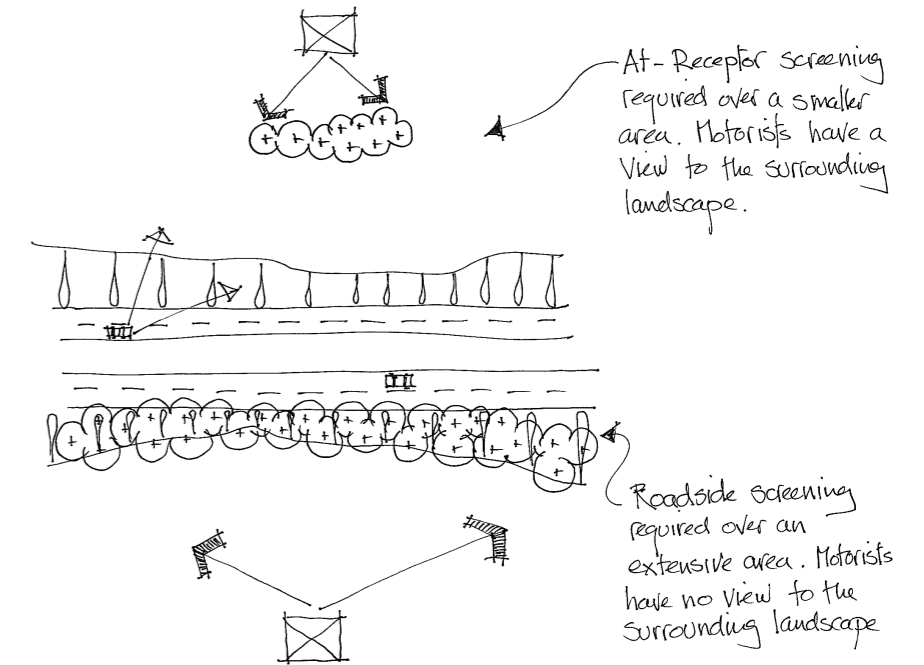 At-Receptor screening
required over a smaller
area. Motorists have a
view to the surrounding
landscape.
Roadside screening
required over an
extensive area. Motorists
have no view to the
surrounding landscape